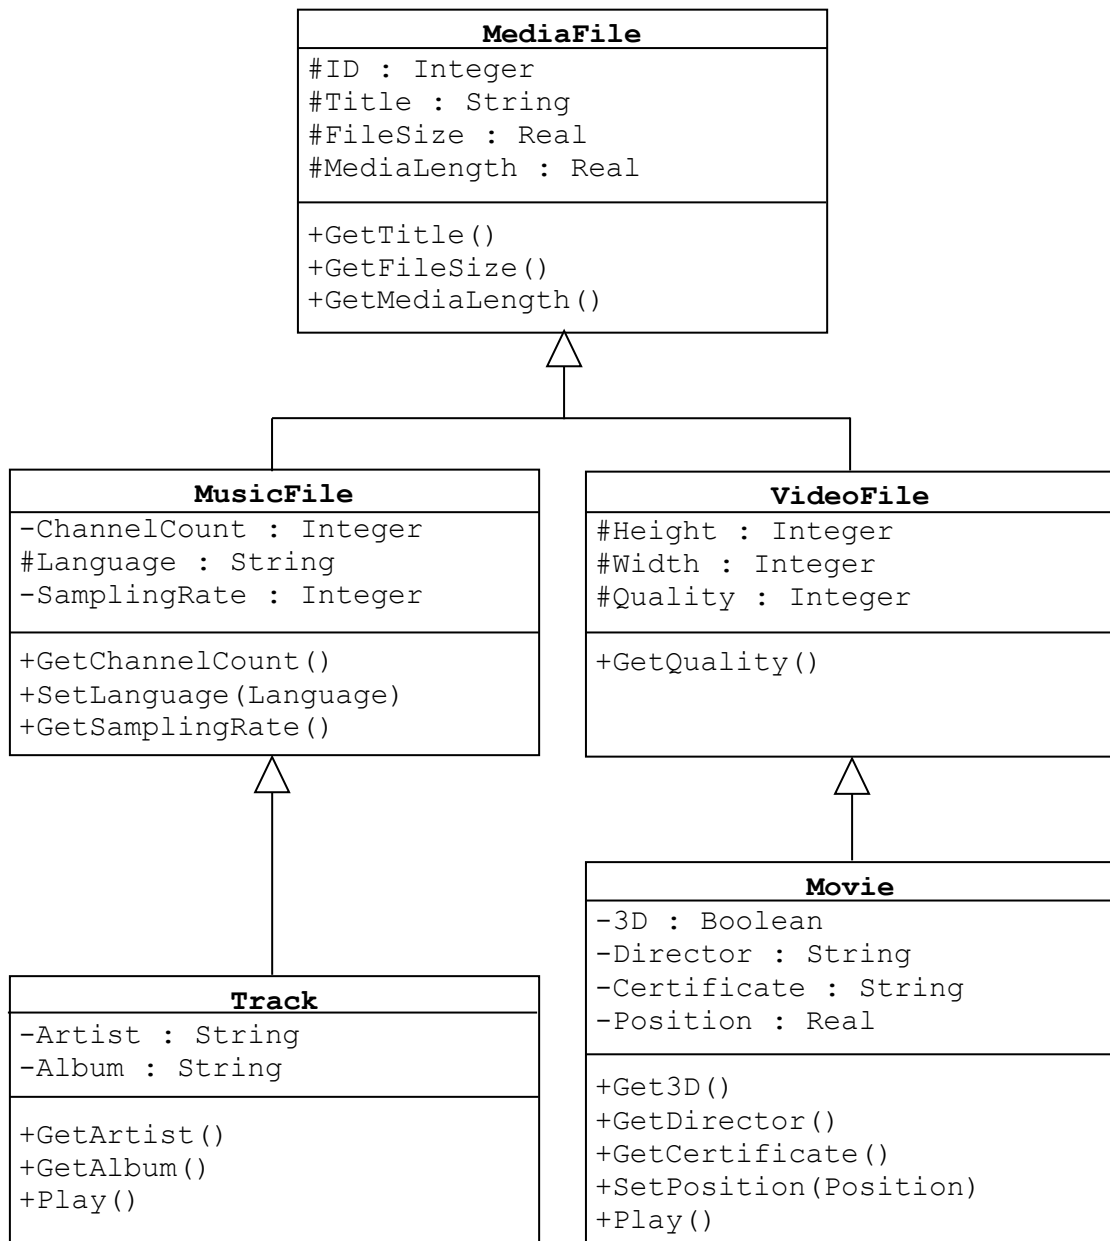 MediaFile
#ID : Integer
#Title : String
#FileSize : Real
#MediaLength : Real
+GetTitle()
+GetFileSize()
+GetMediaLength()
MusicFile
-ChannelCount : Integer
#Language : String
-SamplingRate : Integer
+GetChannelCount()
+SetLanguage(Language)
+GetSamplingRate()
VideoFile
#Height : Integer
#Width : Integer
#Quality : Integer
+GetQuality()
Track
-Artist : String
-Album : String
+GetArtist()
+GetAlbum()
+Play()
Movie
-3D : Boolean
-Director : String
-Certificate : String
-Position : Real
+Get3D()
+GetDirector()
+GetCertificate()
+SetPosition(Position)
+Play()